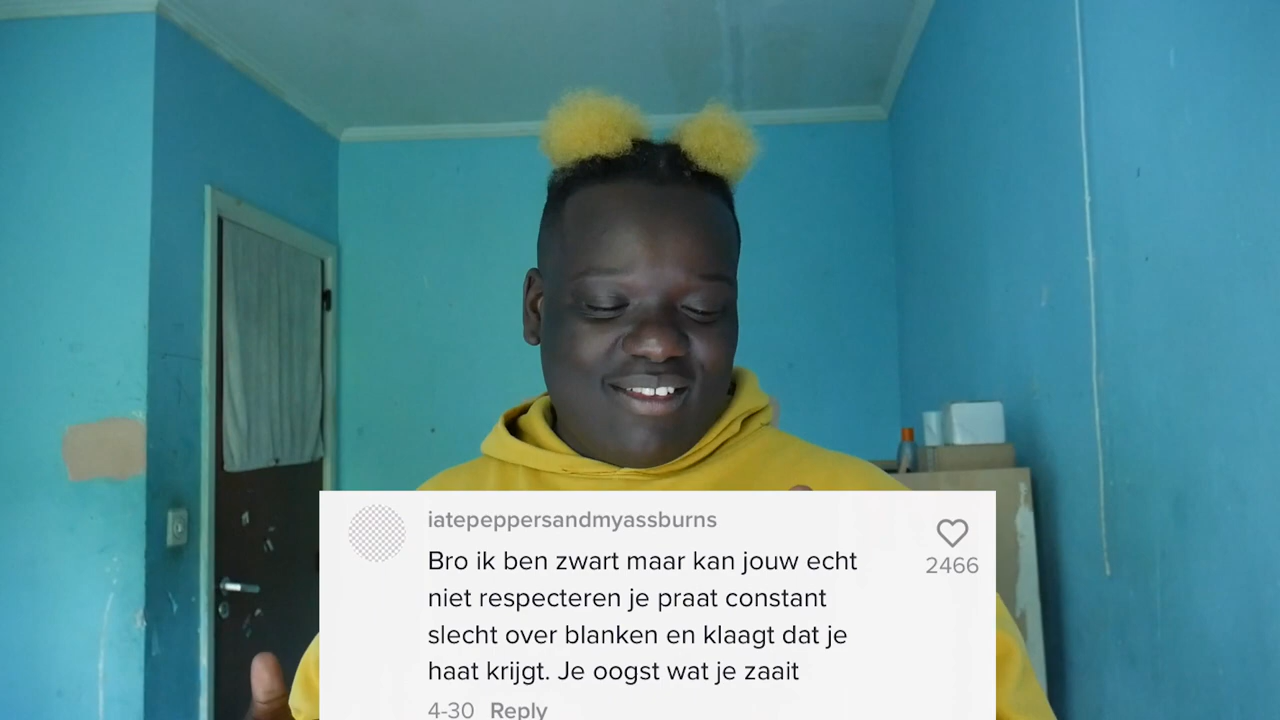 iatepeppersandmyassburns
Bro ik ben zwart maar kan jouw echt
niet respecteren je praat constant
slecht over blanken en klaagt dat je
haat krijgt. Je oogst wat je zaait
2466
4-30 Reply